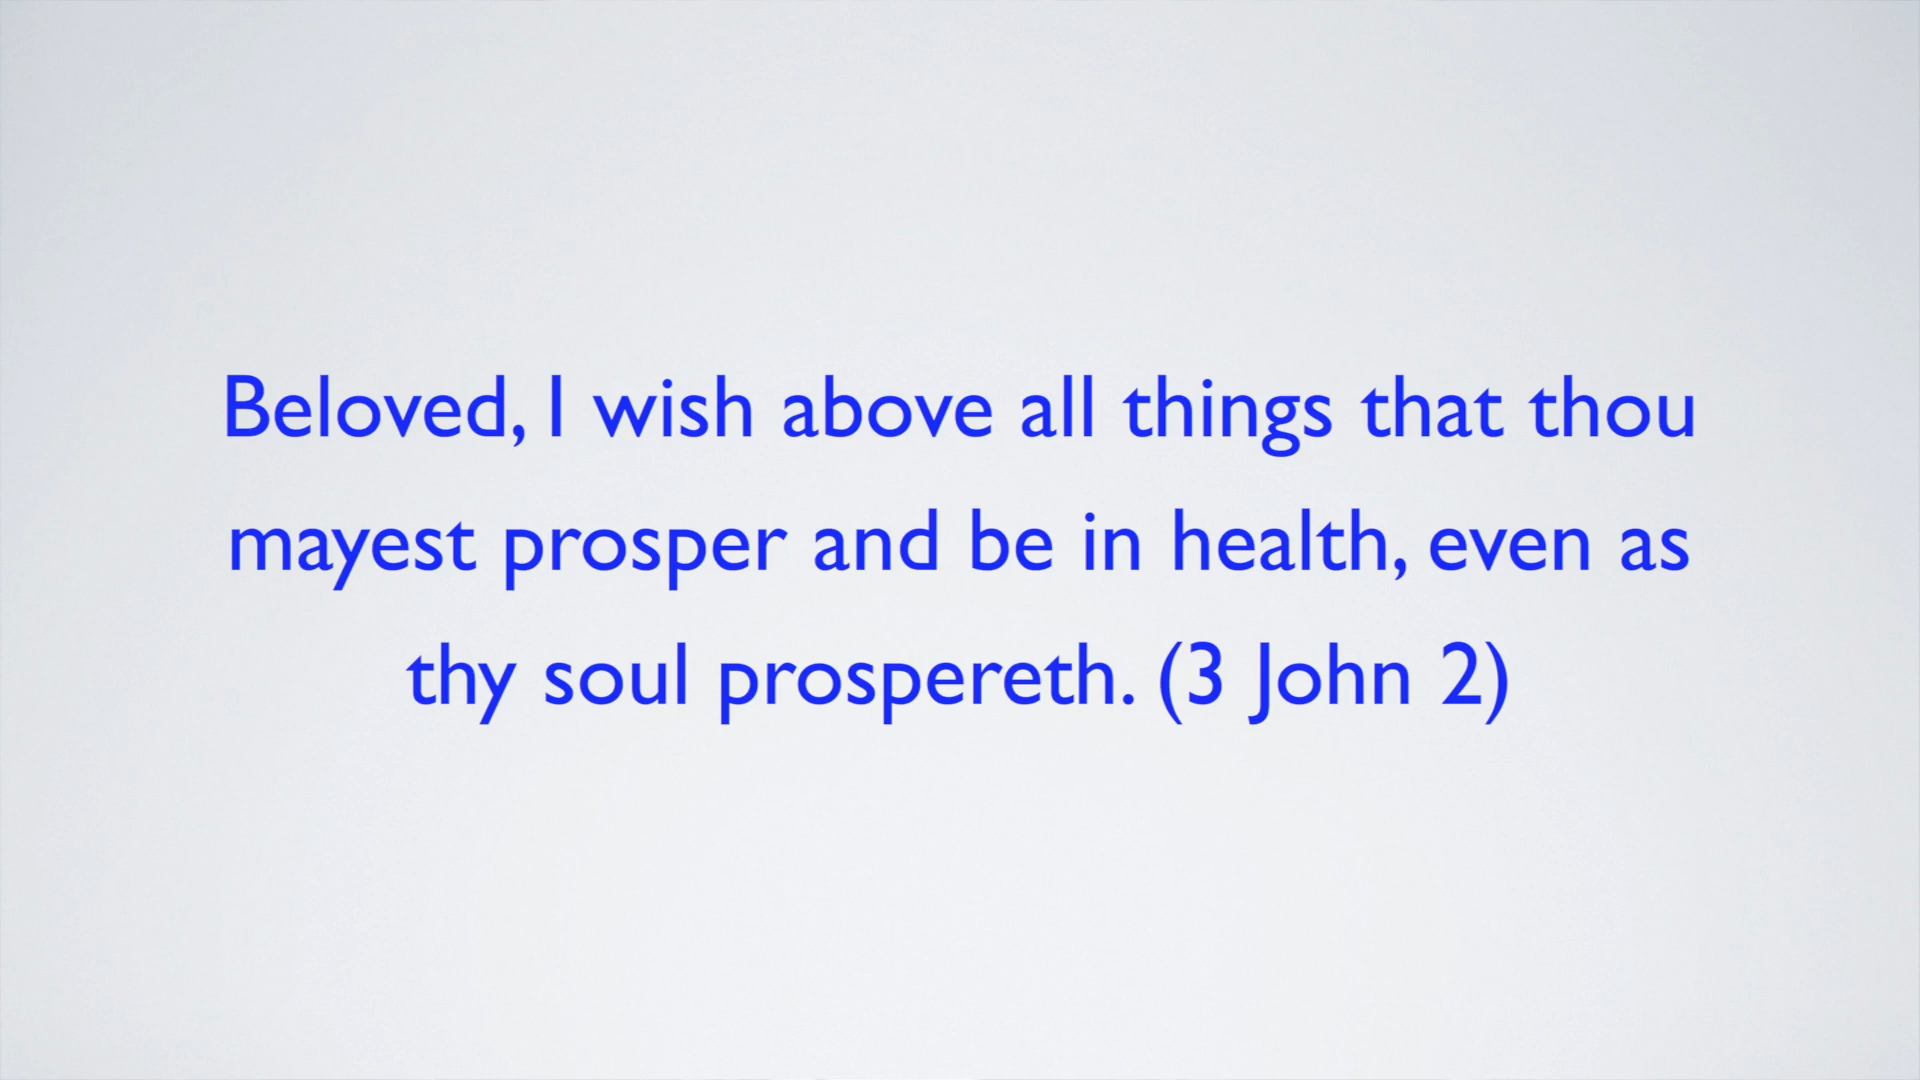 Beloved, I wish above all things that thou
mayest prosper and be in health, even as
thy soul prospereth. (3 John 2)